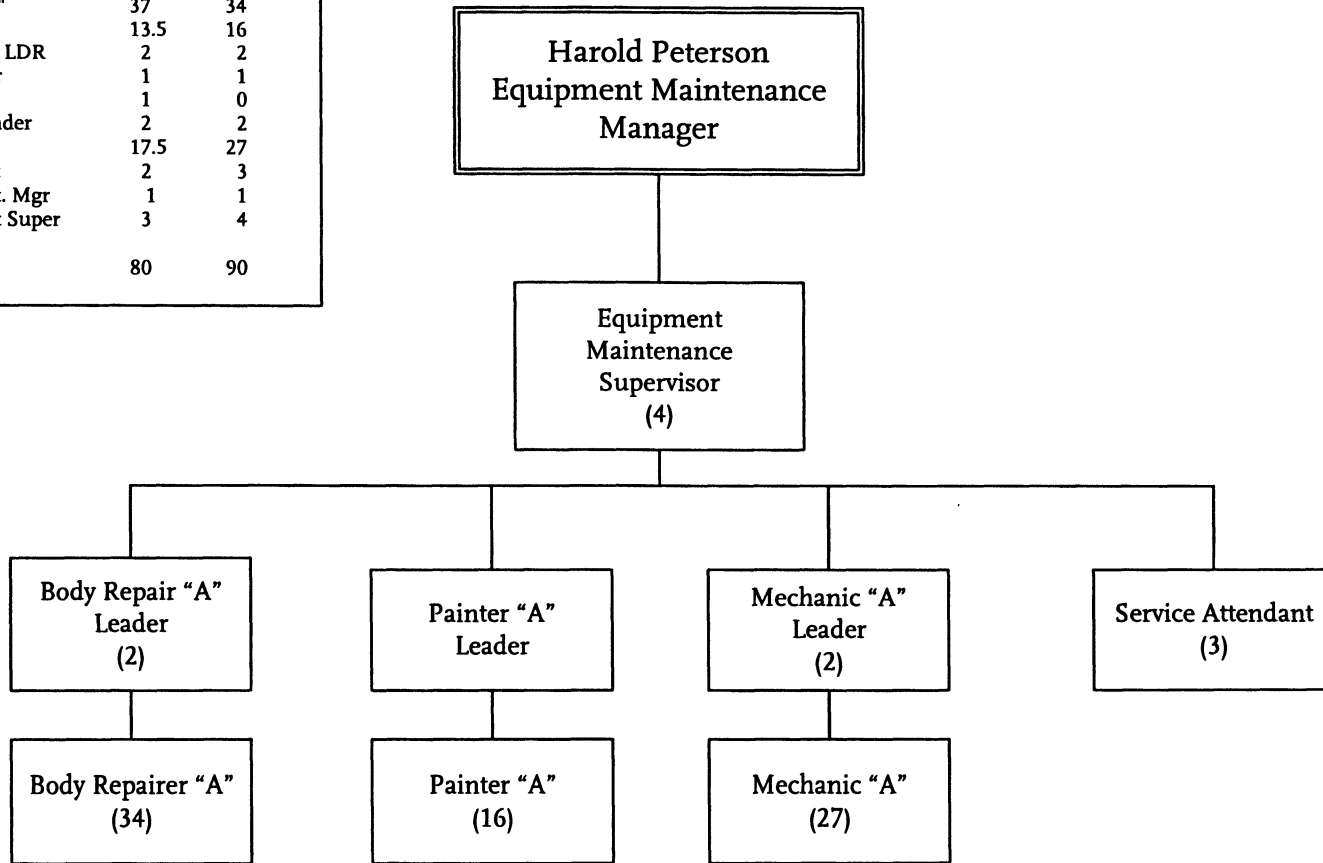 37 34
13.5 16
LDR 2 2
1 1
1 0
2 2
17.5 27
2 3
. Mgr 1 1
Super 3 4
80 90
Harold Peterson
Equipment Maintenance
Manager
Equipment
Maintenance
Supervisor
(4)
Body Repair “A”
Leader
(2)
Painter “A”
Leader
Mechanic “A”
Leader
(2)
Service Attendant
(3)
Body Repairer “A”
(34)
Painter “A”
(16)
Mechanic “A”
(27)